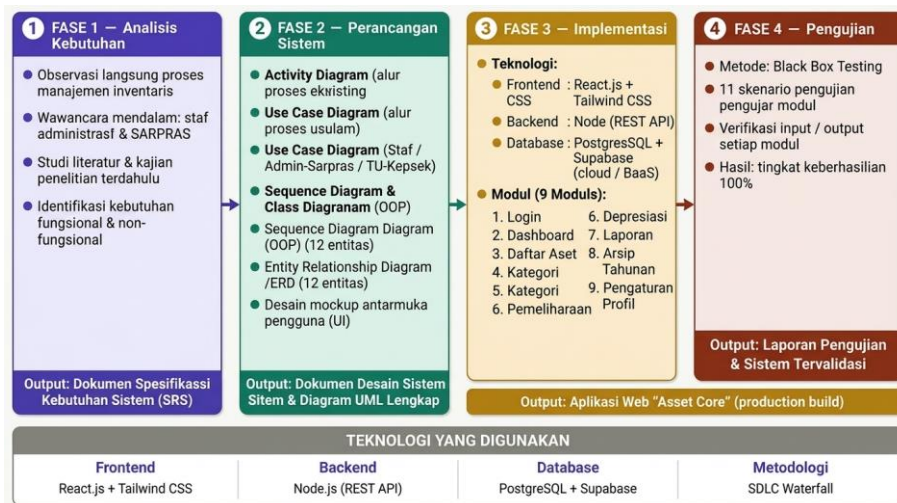 1 FASE 1 — Analisis
Kebutuhan
• Observasi langsung proses
manajemen inventaris
• Wawancara mendalam: staf
administrasf & SARPRAS
• Studi literatur & kajian
penelitian terdahulu
• Identifikasi kebutuhan
fungsional & non-
fungsional
Output: Dokumen Spesifikassi
Kebutuhan Sistem (SRS)
2 FASE 2 — Perancangan
Sistem
• Activity Diagram (alur
proses ekwisting
• Use Case Diagram (alur
proses usulam)
• Use Case Diagram (Staf /
Admin-Sarpras / TU-Kepsek)
• Sequence Diagram &
Class Diagranam (OOP)
• Sequence Diagram Diagram
(OOP) (12 entitas)
• Entity Relationship Diagram
/ERD (12 entitas)
• Desain mockup antarmuka
pengguna (UI)
Output: Dokumen Desain Sistem
Sitem & Diagram UML Lengkap
3 FASE 3 — Implementasi
• Teknologi:
• Frontend : React.js +
CSS Tailwind CSS
• Backend : Node (REST API)
• Database : PostgresSQL +
Supabase
(cloud / BaaS)
• Modul (9 Moduls):
1. Login
2. Dashboard
3. Daftar Aset
4. Kategori
5. Kategori
6. Pemeliharaan
6. Depresiasi
7. Laporan
8. Arsip
Tahunan
9. Pengaturan
Profil
Output: Aplikasi Web "Asset Core" (production build)
4 FASE 4 — Pengujian
• Metode: Black Box Testing
• 11 skenario pengujian
pengujar modul
• Verifikasi input / output
setiap modul
• Hasil: tingkat keberhasilian
100%
Output: Laporan Pengujian
& Sistem Tervalidasi
TEKNOLOGI YANG DIGUNAKAN
Frontend
React.js + Tailwind CSS
Backend
Node.js (REST API)
Database
PostgreSQL + Supabase
Metodologi
SDLC Waterfall